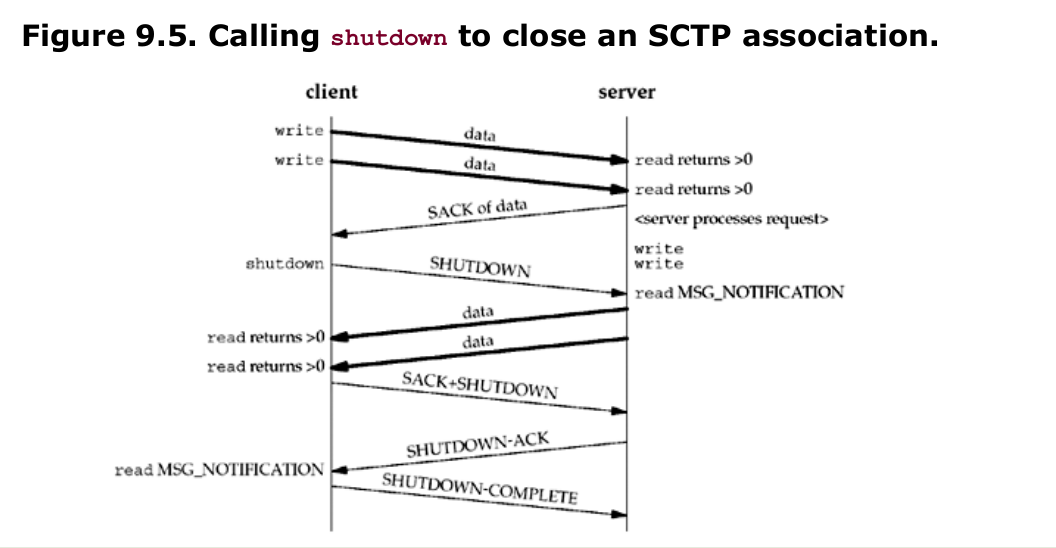 Figure 9.5. Calling shutdown to close an SCTP association.
client server
write data
read returns >0
write data
read returns >0
SACK of data
<server processes request>
write
write
shutdown SHUTDOWN
read MSG_NOTIFICATION
data
read returns >0
data
read returns >0
SACK+SHUTDOWN
SHUTDOWN-ACK
read MSG_NOTIFICATION
SHUTDOWN-COMPLETE